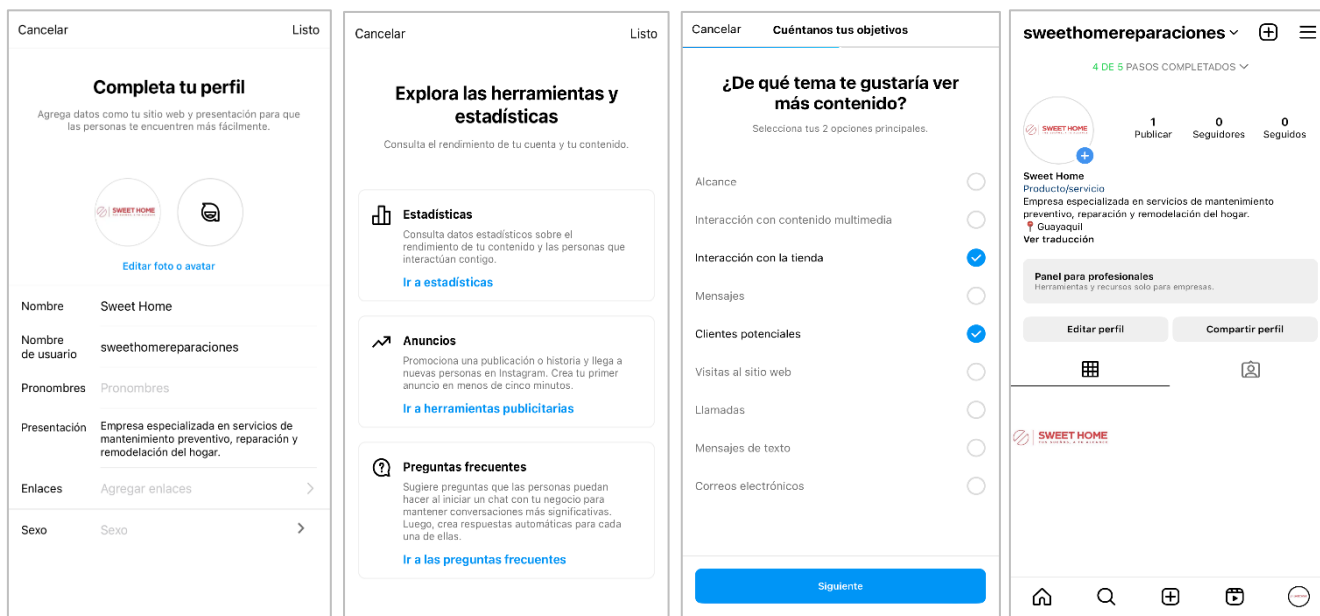 Cancelar
Listo
Completa tu perfil
Agrega datos como tu sitio web y presentación para que
las personas te encuentren más fácilmente.
SWEET HOME
Editar foto o avatar
Nombre
Sweet Home
Nombre
de usuario
sweethomereparaciones
Pronombres
Pronombres
Presentación
Empresa especializada en servicios de
mantenimiento preventivo, reparación y
remodelación del hogar.
Enlaces
Agregar enlaces
Sexo
Sexo
Cancelar
Listo
Explora las herramientas y
estadísticas
Consulta el rendimiento de tu cuenta y tu contenido.
Estadísticas
Consulta datos estadísticos sobre el
rendimiento de tu contenido y las personas que
interactúan contigo.
Ir a estadísticas
Anuncios
Promociona una publicación o historia y llega a
nuevas personas en Instagram. Crea tu primer
anuncio en menos de cinco minutos.
Ir a herramientas publicitarias
Preguntas frecuentes
Sugiere preguntas que las personas puedan
hacer al iniciar un chat con tu negocio para
mantener conversaciones más significativas.
Luego, crea respuestas automáticas para cada
una de ellas.
Ir a las preguntas frecuentes
Cancelar
Cuéntanos tus objetivos
¿De qué tema te gustaría ver
más contenido?
Selecciona tus 2 opciones principales.
Alcance
Interacción con contenido multimedia
Interacción con la tienda
Mensajes
Clientes potenciales
Visitas al sitio web
Llamadas
Mensajes de texto
Correos electrónicos
Siguiente
sweethomereparaciones
4 DE 5 PASOS COMPLETADOS
SWEET HOME
1
Publicar
0
Seguidores
0
Seguidos
Sweet Home
Producto/servicio
Empresa especializada en servicios de mantenimiento
preventivo, reparación y remodelación del hogar.
Guayaquil
Ver traducción
Panel para profesionales
Herramientas y recursos solo para empresas.
Editar perfil
Compartir perfil
SWEET HOME